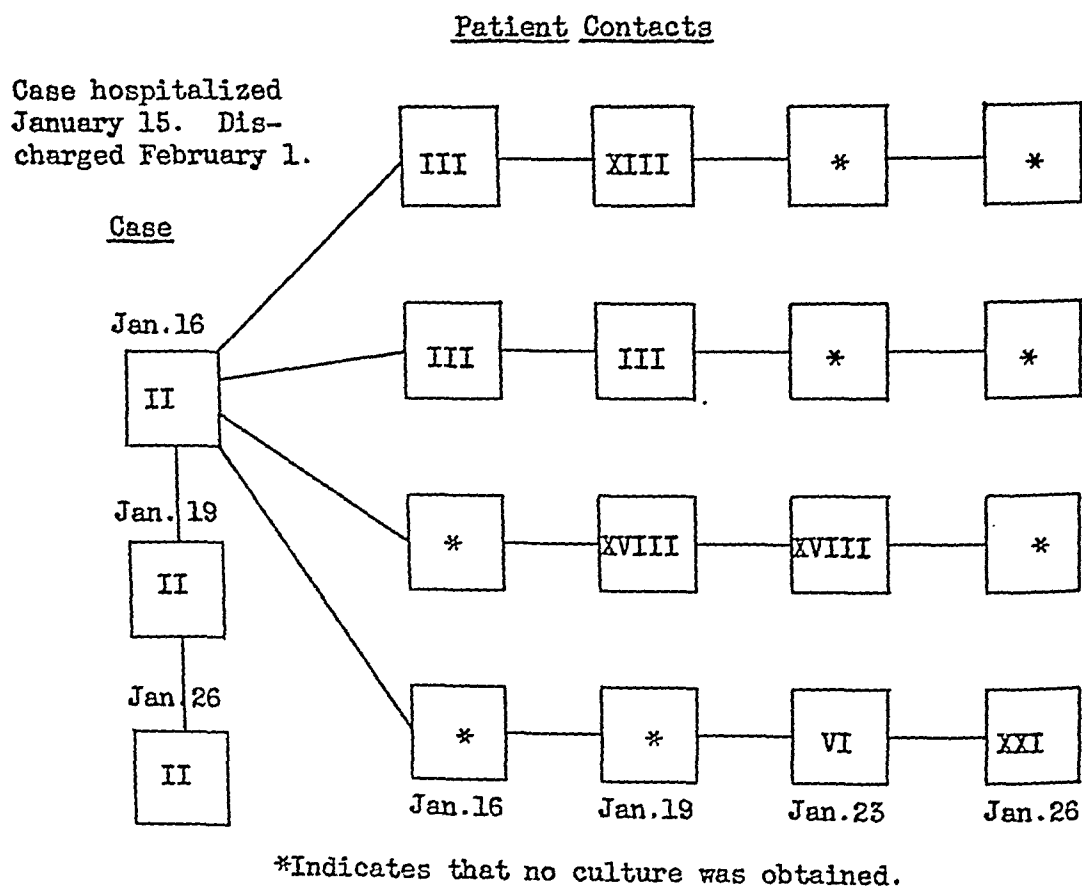 Patient Contacts
Case hospitalized
January 15. Dis-
charged February 1.
Case
III XIII * *
Jan.16
III III * *
II
Jan.19
* XVIII XVIII *
II
Jan.26
* * VI XXI
II
Jan.16 Jan.19 Jan.23 Jan.26
*Indicates that no culture was obtained.